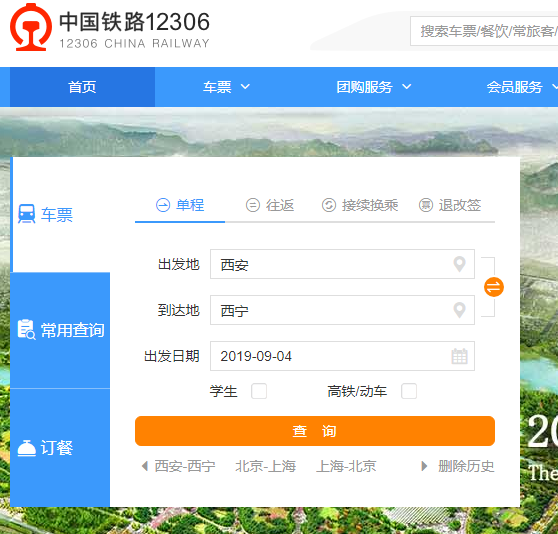 中国铁路12306
12306 CHINA RAILWAY
搜索车票/餐饮/常旅客/
首页 车票 团购服务 会员服务
车票
单程 往返 接续换乘 退改签
出发地 西安
到达地 西宁
常用查询
出发日期 2019-09-04
学生 高铁/动车
查 询
订餐
西安-西宁 北京-上海 上海-北京 删除历史
20
The